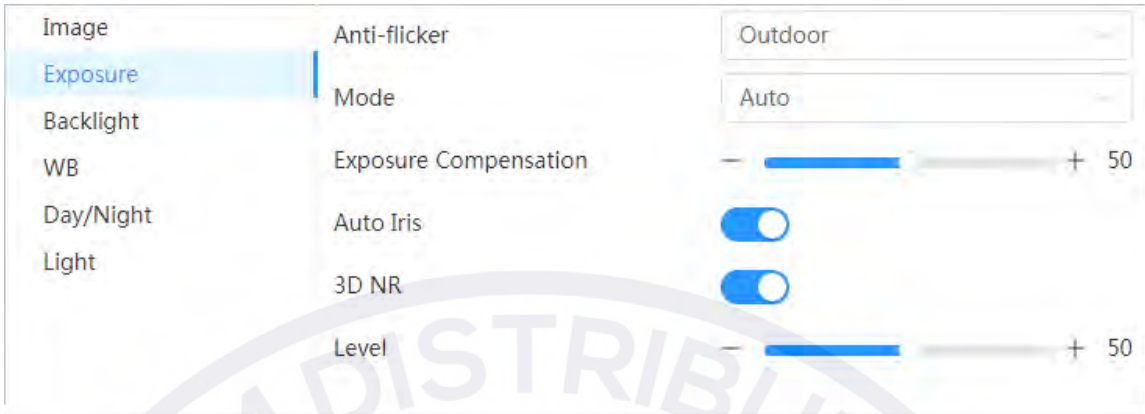 Image
Exposure
Backlight
WB
Day/Night
Light
Anti-flicker Outdoor
Mode Auto
Exposure Compensation − + 50
Auto Iris
3D NR
Level − + 50
A DISTRIBU